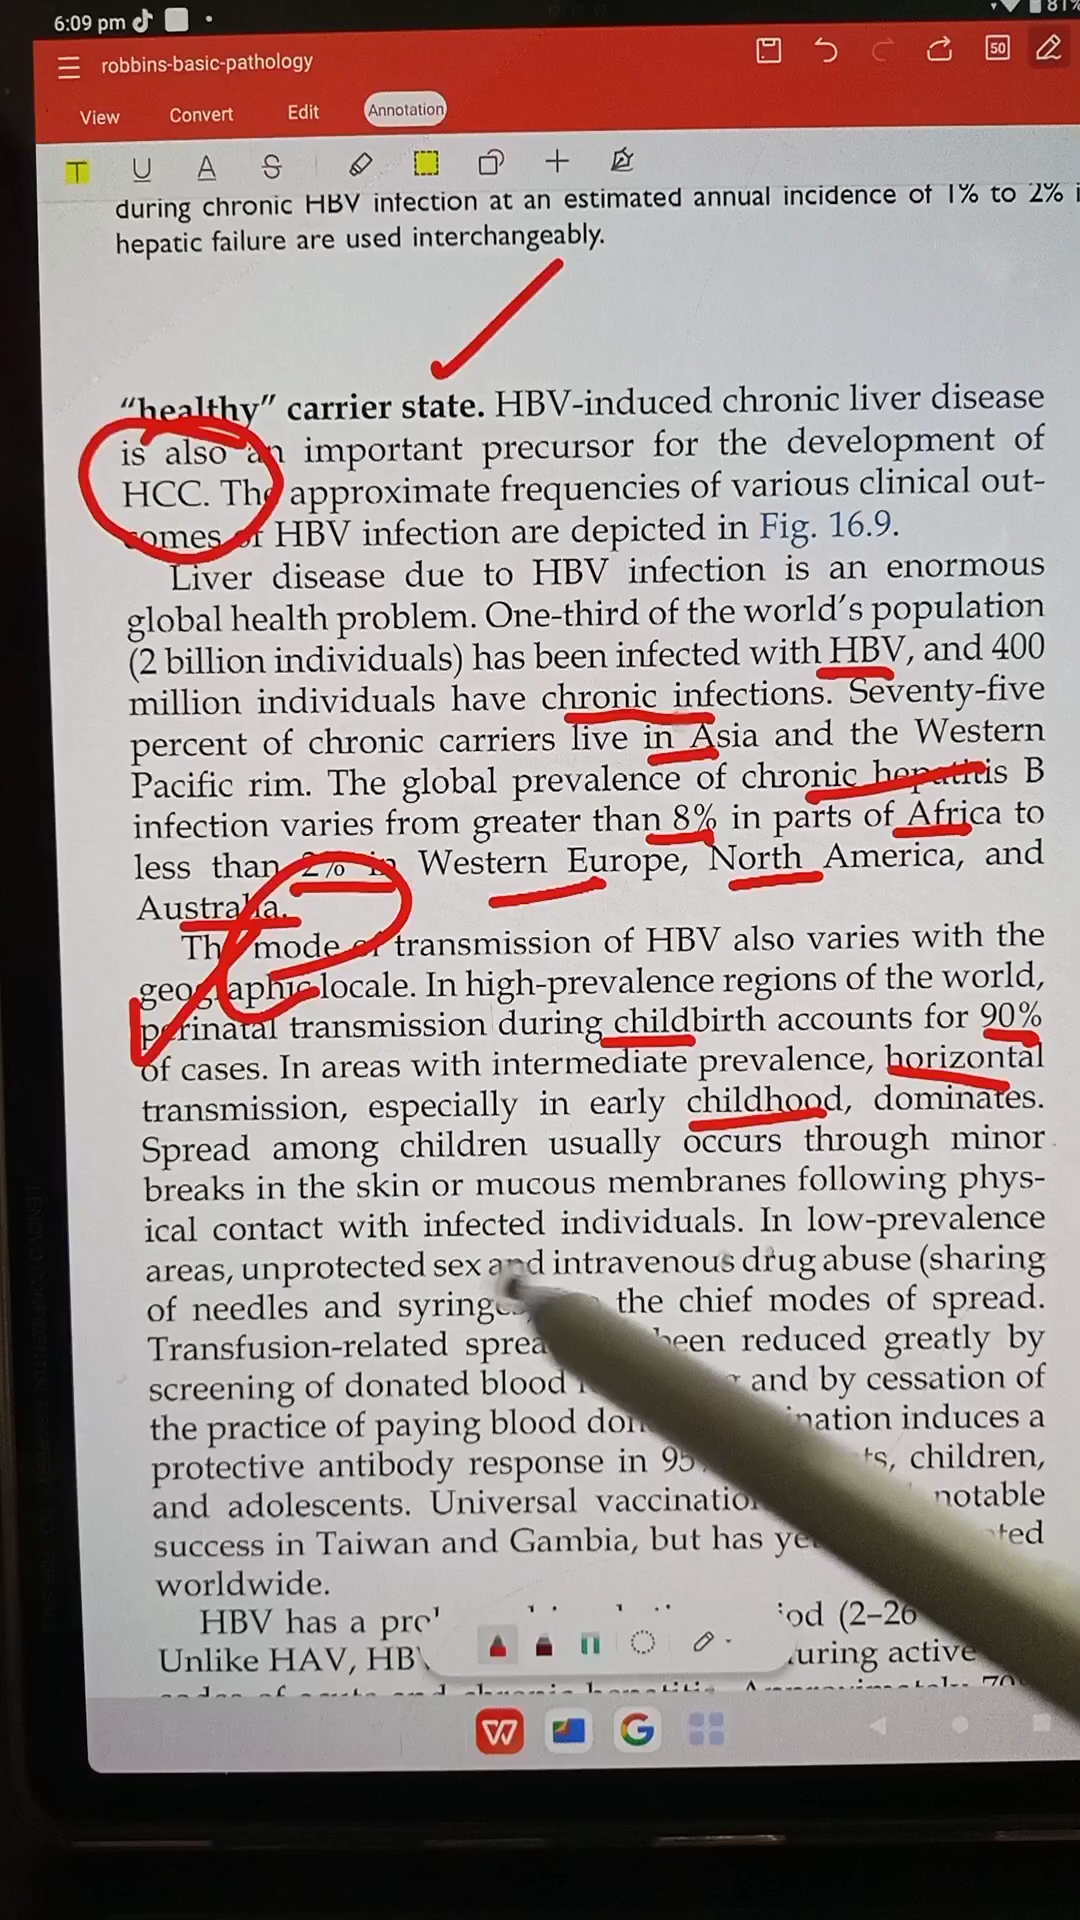 6:09 pm
81%
robbins-basic-pathology
50
View Convert Edit Annotation
T U A S
during chronic HBV infection at an estimated annual incidence of 1% to 2% i
hepatic failure are used interchangeably.
"healthy" carrier state. HBV-induced chronic liver disease
is also an important precursor for the development of
HCC. The approximate frequencies of various clinical out-
comes of HBV infection are depicted in Fig. 16.9.
Liver disease due to HBV infection is an enormous
global health problem. One-third of the world's population
(2 billion individuals) has been infected with HBV, and 400
million individuals have chronic infections. Seventy-five
percent of chronic carriers live in Asia and the Western
Pacific rim. The global prevalence of chronic hepatitis B
infection varies from greater than 8% in parts of Africa to
less than 2% in Western Europe, North America, and
Australia.
The mode of transmission of HBV also varies with the
geographic locale. In high-prevalence regions of the world,
perinatal transmission during childbirth accounts for 90%
of cases. In areas with intermediate prevalence, horizontal
transmission, especially in early childhood, dominates.
Spread among children usually occurs through minor
breaks in the skin or mucous membranes following phys-
ical contact with infected individuals. In low-prevalence
areas, unprotected sex and intravenous drug abuse (sharing
of needles and syringes the chief modes of spread.
Transfusion-related spread been reduced greatly by
screening of donated blood and by cessation of
the practice of paying blood induces a
protective antibody response in children,
and adolescents. Universal vaccination notable
success in Taiwan and Gambia, but has
worldwide.
HBV has a (2–26
Unlike HAV, HBV during active